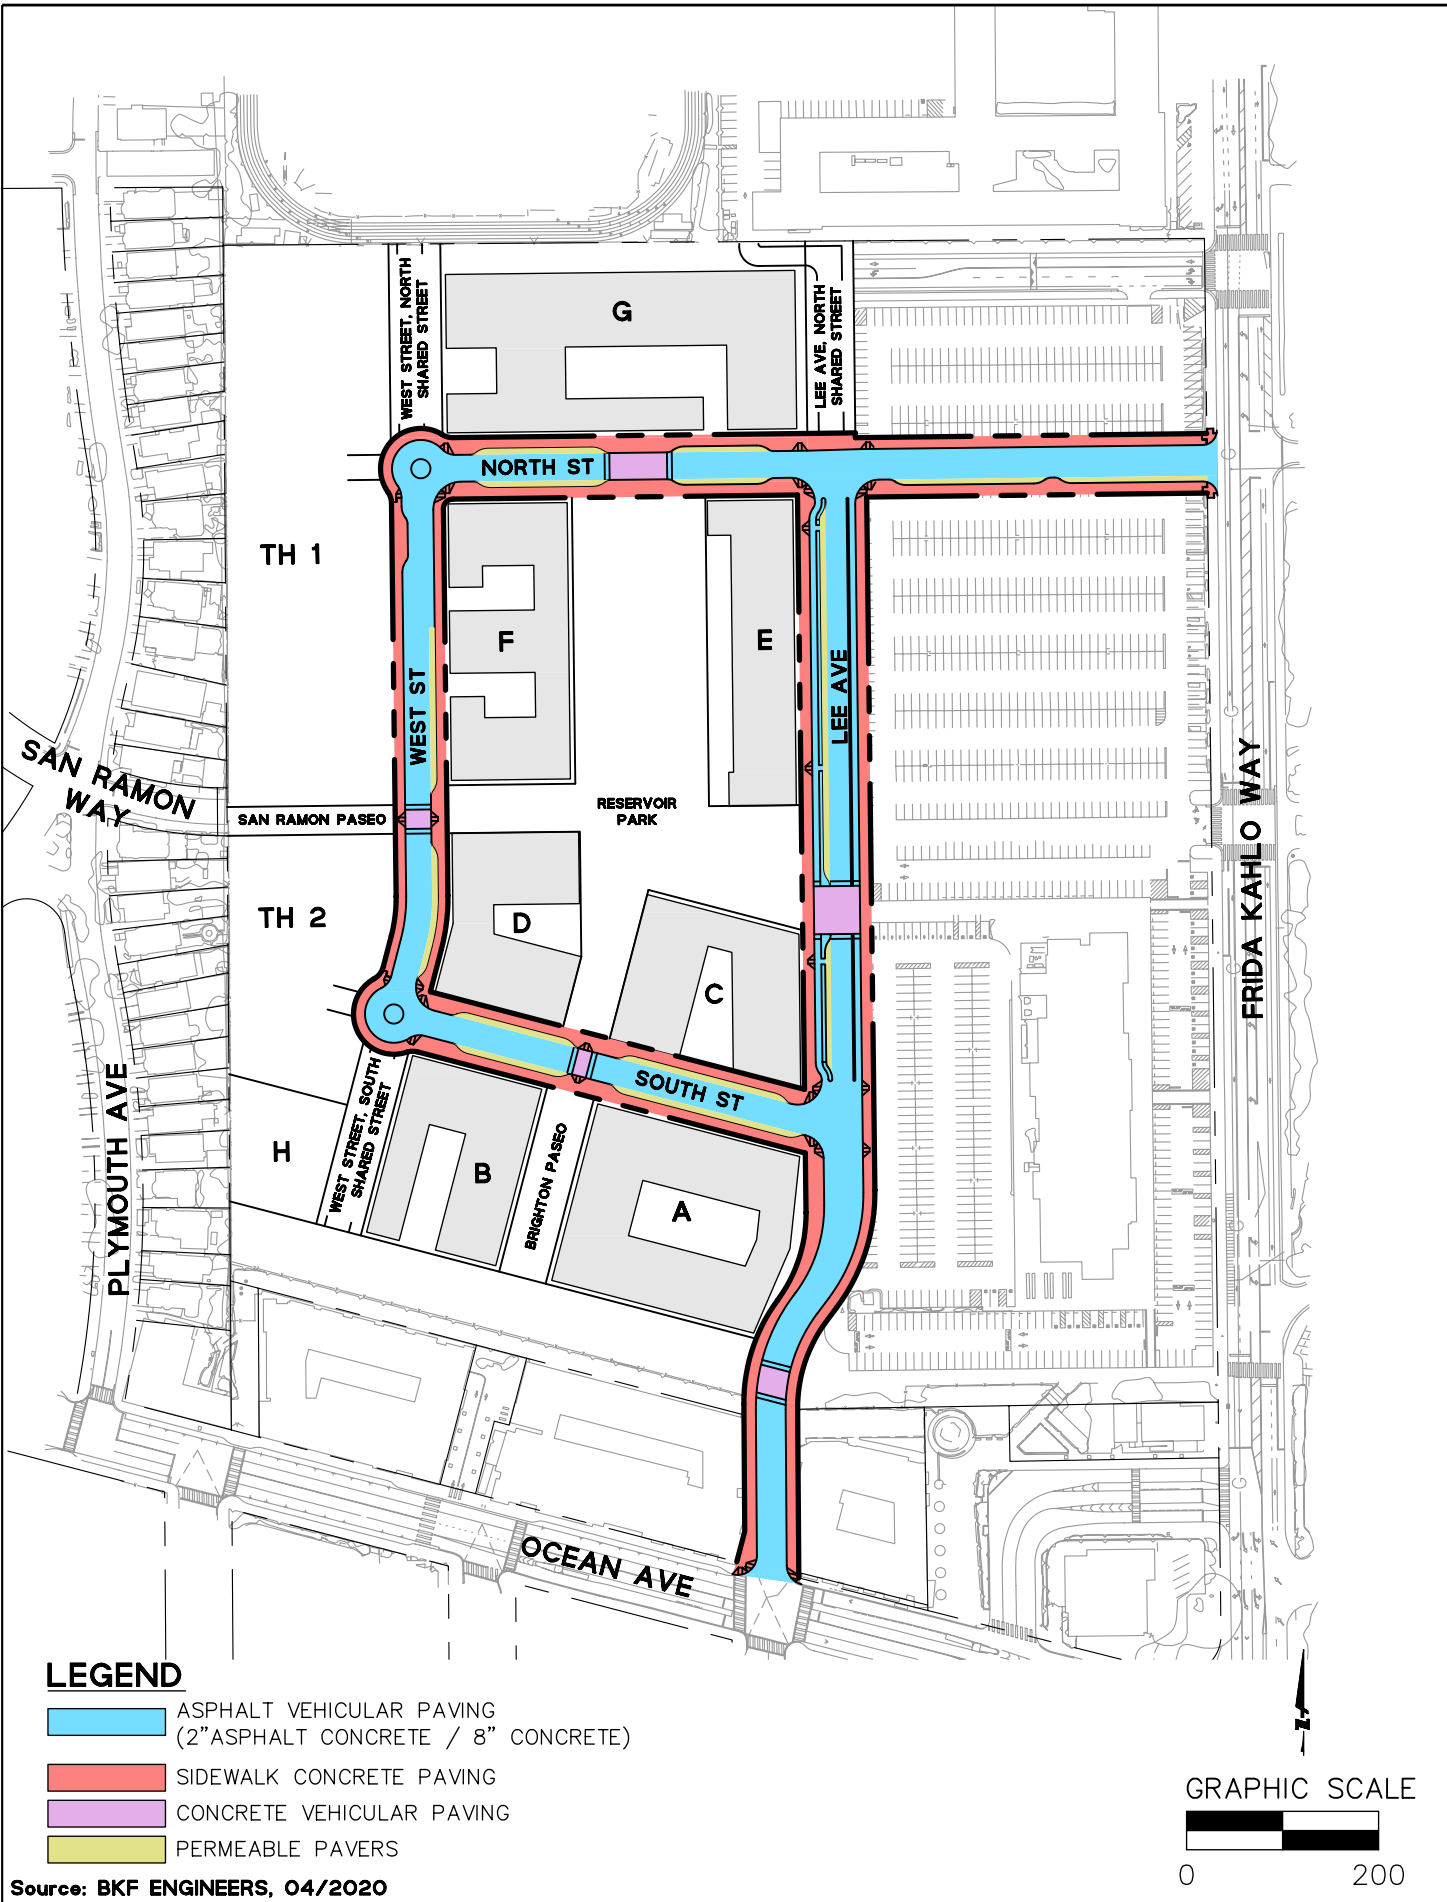 G
WEST STREET, NORTH
SHARED STREET
LEE AVE, NORTH
SHARED STREET
NORTH ST
TH 1
F
E
WEST ST
LEE AVE
SAN RAMON
WAY
SAN RAMON PASEO
RESERVOIR
PARK
FRIDA KAHLO WAY
TH 2
D
C
SOUTH ST
PLYMOUTH AVE
WEST STREET, SOUTH
SHARED STREET
H
B
BRIGHTON PASEO
A
OCEAN AVE
LEGEND
ASPHALT VEHICULAR PAVING
(2”ASPHALT CONCRETE / 8” CONCRETE)
SIDEWALK CONCRETE PAVING
CONCRETE VEHICULAR PAVING
PERMEABLE PAVERS
Source: BKF ENGINEERS, 04/2020
GRAPHIC SCALE
0 200